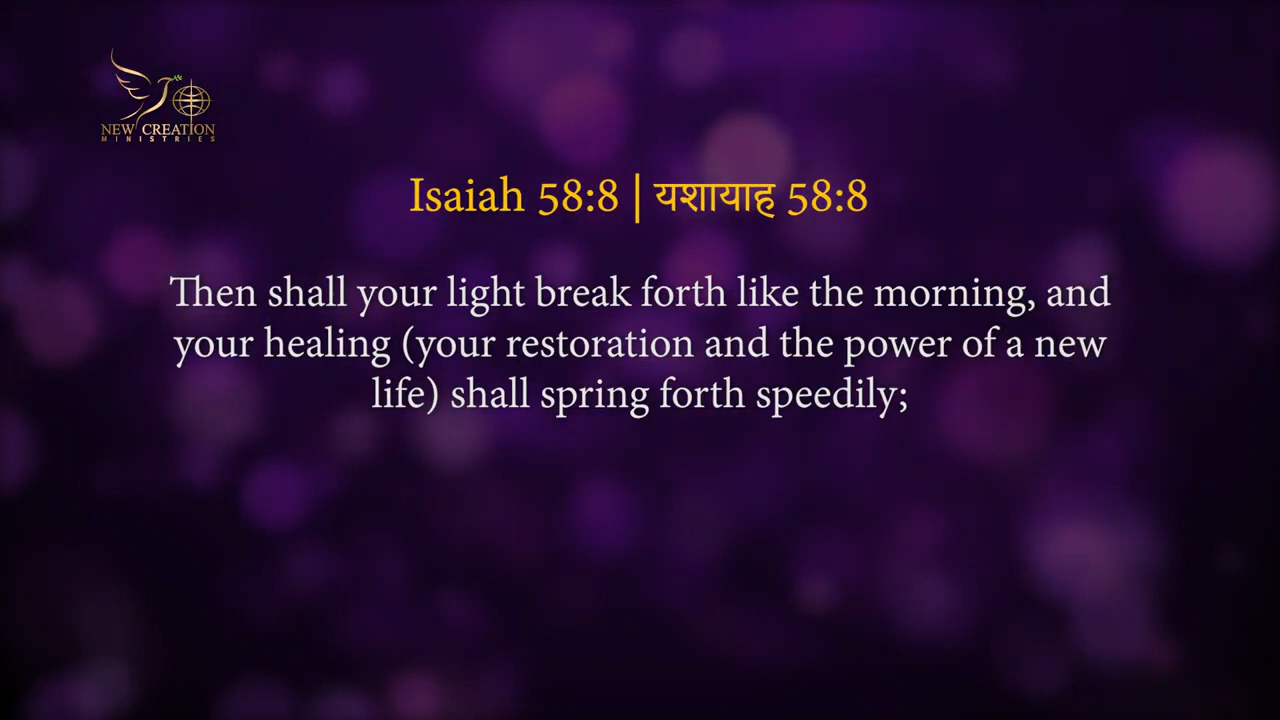 NEW CREATION
MINISTRIES
Isaiah 58:8 | यशायाह 58:8
Then shall your light break forth like the morning, and
your healing (your restoration and the power of a new
life) shall spring forth speedily;